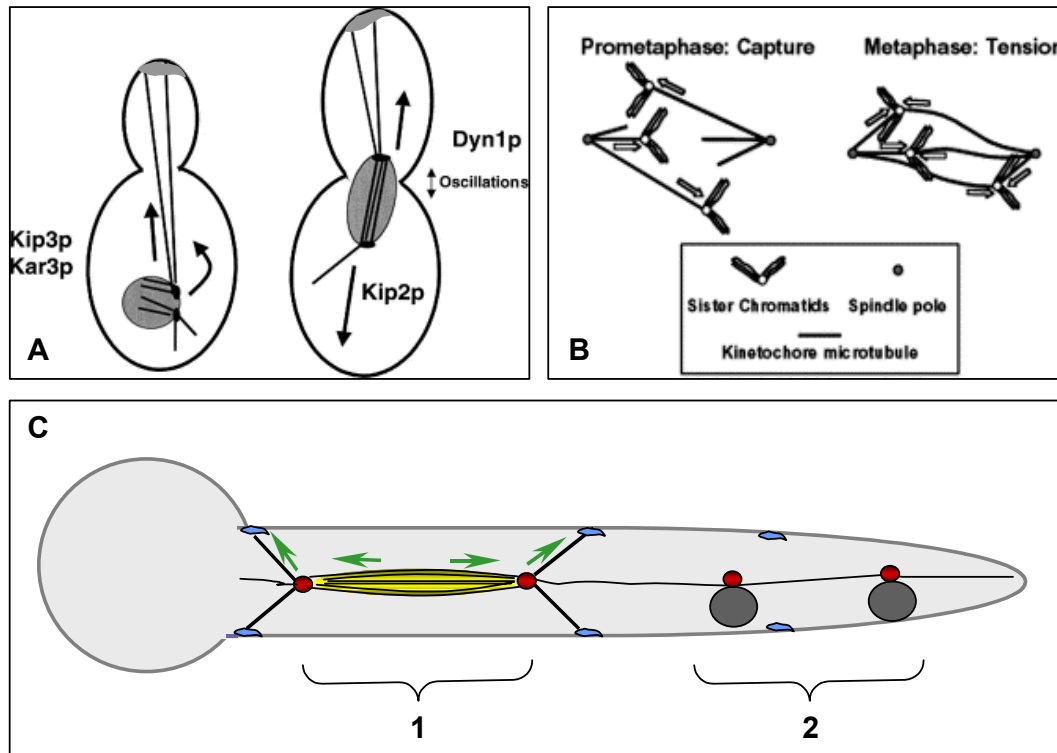 Kip3p
Kar3p
Dyn1p
Oscillations
Kip2p
A
Prometaphase: Capture
Metaphase: Tension
Sister Chromatids
Spindle pole
Kinetochore microtubule
B
C
1
2